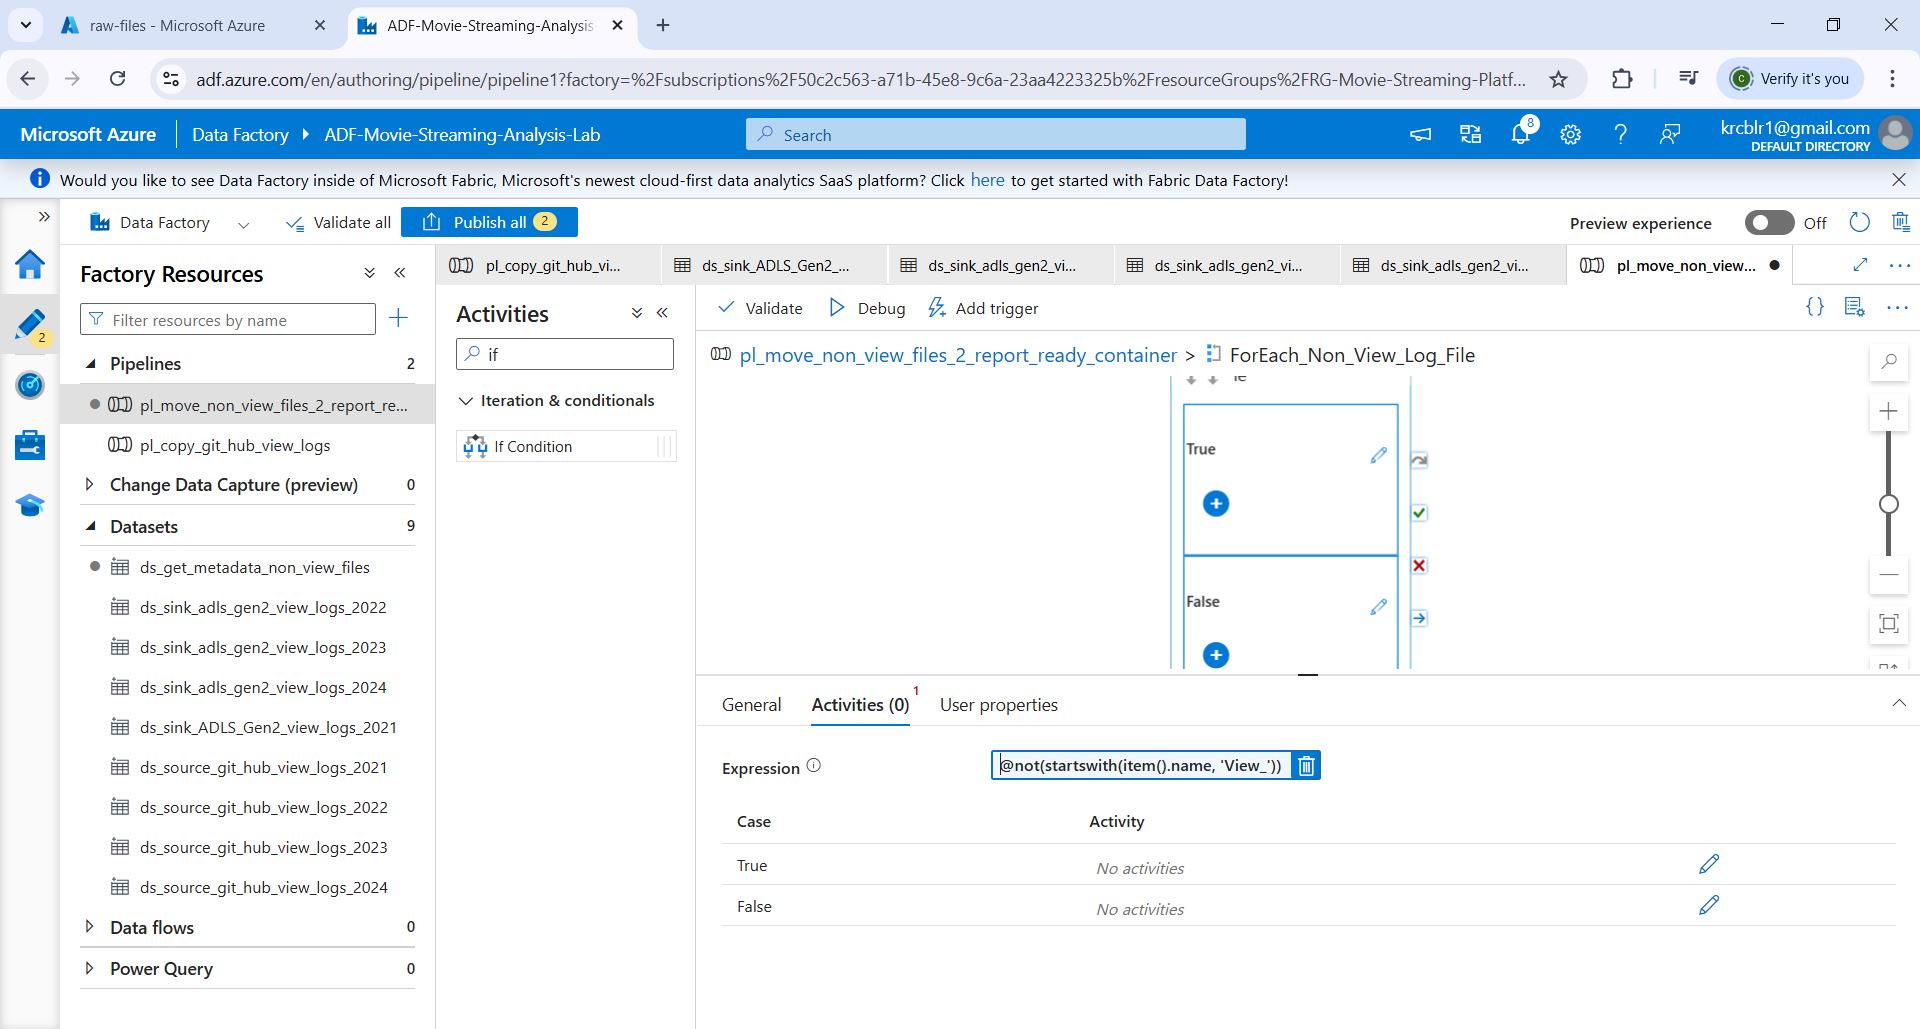 raw-files - Microsoft Azure
ADF-Movie-Streaming-Analysis
adf.azure.com/en/authoring/pipeline/pipeline1?factory=%2Fsubscriptions%2F50c2c563-a71b-45e8-9c6a-23aa4223325b%2FresourceGroups%2FRG-Movie-Streaming-Platf...
Verify it's you
Microsoft Azure
Data Factory
ADF-Movie-Streaming-Analysis-Lab
Search
8
krcblr1@gmail.com
DEFAULT DIRECTORY
Would you like to see Data Factory inside of Microsoft Fabric, Microsoft's newest cloud-first data analytics SaaS platform? Click here to get started with Fabric Data Factory!
Data Factory
Validate all
Publish all 2
Preview experience
Off
2
Factory Resources
Filter resources by name
Pipelines 2
pl_move_non_view_files_2_report_re...
pl_copy_git_hub_view_logs
Change Data Capture (preview) 0
Datasets 9
ds_get_metadata_non_view_files
ds_sink_adls_gen2_view_logs_2022
ds_sink_adls_gen2_view_logs_2023
ds_sink_adls_gen2_view_logs_2024
ds_sink_ADLS_Gen2_view_logs_2021
ds_source_git_hub_view_logs_2021
ds_source_git_hub_view_logs_2022
ds_source_git_hub_view_logs_2023
ds_source_git_hub_view_logs_2024
Data flows 0
Power Query 0
pl_copy_git_hub_vi...
ds_sink_ADLS_Gen2_...
ds_sink_adls_gen2_vi...
ds_sink_adls_gen2_vi...
ds_sink_adls_gen2_vi...
pl_move_non_view...
Activities
if
Iteration & conditionals
If Condition
Validate
Debug
Add trigger
pl_move_non_view_files_2_report_ready_container > ForEach_Non_View_Log_File
True
False
General
Activities (0) 1
User properties
Expression
@not(startswith(item().name, 'View_'))
Case Activity
True No activities
False No activities